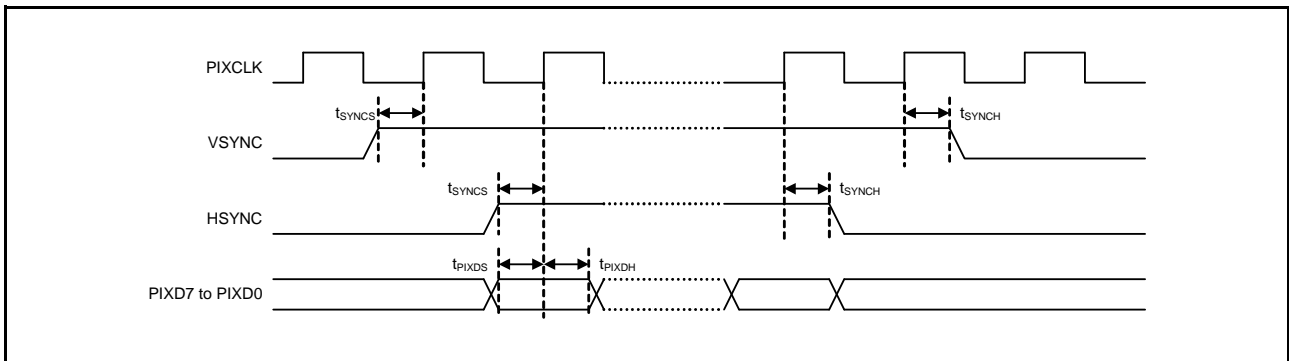 PIXCLK
tSYNCS
tSYNCH
VSYNC
tSYNCS
tSYNCH
HSYNC
tPIXDS
tPIXDH
PIXD7 to PIXD0